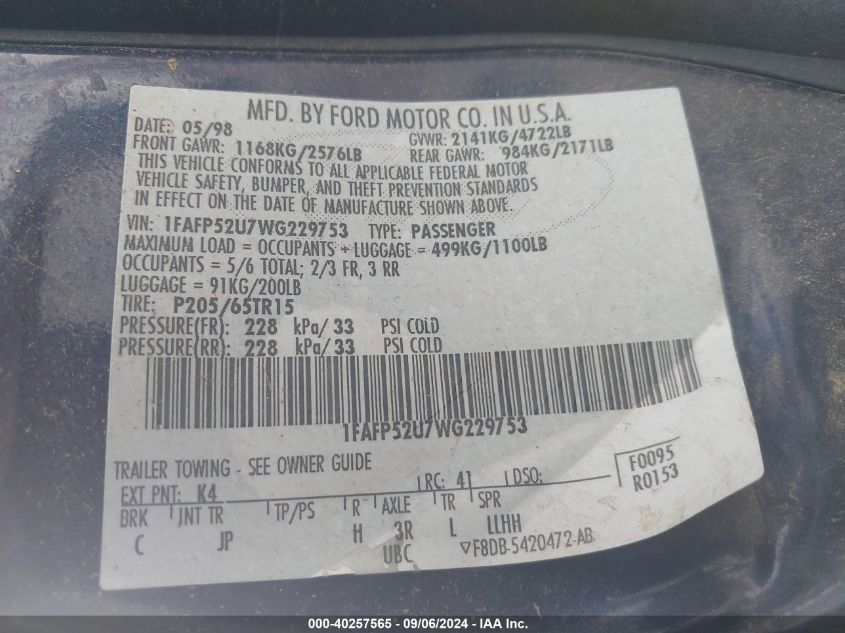 MFD. BY FORD MOTOR CO. IN U.S.A.
DATE: 05/98 GVWR: 2141KG/4722LB
FRONT GAWR: 1168KG/2576LB REAR GAWR: 984KG/2171LB
THIS VEHICLE CONFORMS TO ALL APPLICABLE FEDERAL MOTOR
VEHICLE SAFETY, BUMPER, AND THEFT PREVENTION STANDARDS
IN EFFECT ON THE DATE OF MANUFACTURE SHOWN ABOVE.
VIN: 1FAFP52U7WG229753 TYPE: PASSENGER
MAXIMUM LOAD = OCCUPANTS + LUGGAGE = 499KG/1100LB
OCCUPANTS = 5/6 TOTAL; 2/3 FR, 3 RR
LUGGAGE = 91KG/200LB
TIRE: P205/65TR15
PRESSURE(FR): 228 kPa/33 PSI COLD
PRESSURE(RR): 228 kPa/33 PSI COLD
1FAFP52U7WG229753
TRAILER TOWING - SEE OWNER GUIDE F0095
EXT PNT: K4 RC: 41 DSO: R0153
BRK INT TR TP/PS R AXLE TR SPR
C JP H 3R L LLHH
UBC F8DB-5420472-AB
000-40257565 - 09/06/2024 - IAA, Inc.